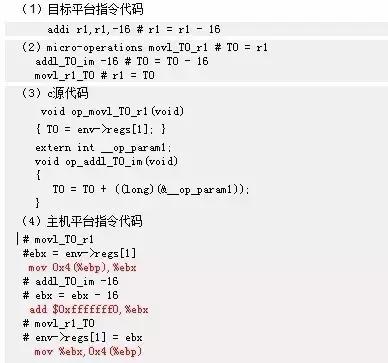 （1）目标平台指令代码
addi r1,r1,-16 # r1 = r1 - 16
（2）micro-operations movl_T0_r1 # T0 = r1
addl_T0_im -16 # T0 = T0 - 16
movl_r1_T0 # r1 = T0
（3）c源代码
void op_movl_T0_r1(void)
{ T0 = env->regs[1]; }
extern int __op_param1;
void op_addl_T0_im(void)
{
T0 = T0 + ((long)(&__op_param1));
}
（4）主机平台指令代码
# movl_T0_r1
#ebx = env->regs[1]
mov 0x4(%ebp),%ebx
# addl_T0_im -16
# ebx = ebx - 16
add $0xfffffff0,%ebx
# movl_r1_T0
# env->regs[1] = ebx
mov %ebx,0x4(%ebp)